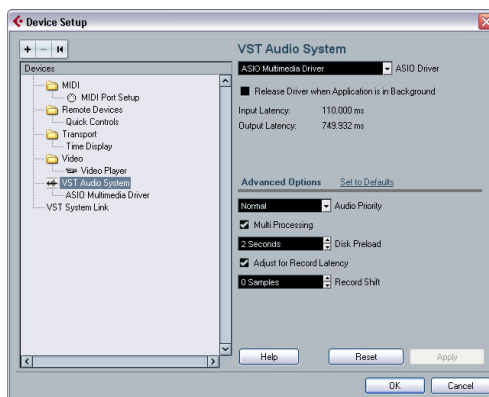 Device Setup
Devices
MIDI
MIDI Port Setup
Remote Devices
Quick Controls
Transport
Time Display
Video
Video Player
VST Audio System
ASIO Multimedia Driver
VST System Link
VST Audio System
ASIO Multimedia Driver ASIO Driver
Release Driver when Application is in Background
Input Latency: 110.000 ms
Output Latency: 749.932 ms
Advanced Options Set to Defaults
Normal Audio Priority
Multi Processing
2 Seconds Disk Preload
Adjust for Record Latency
0 Samples Record Shift
Help Reset Apply
OK Cancel